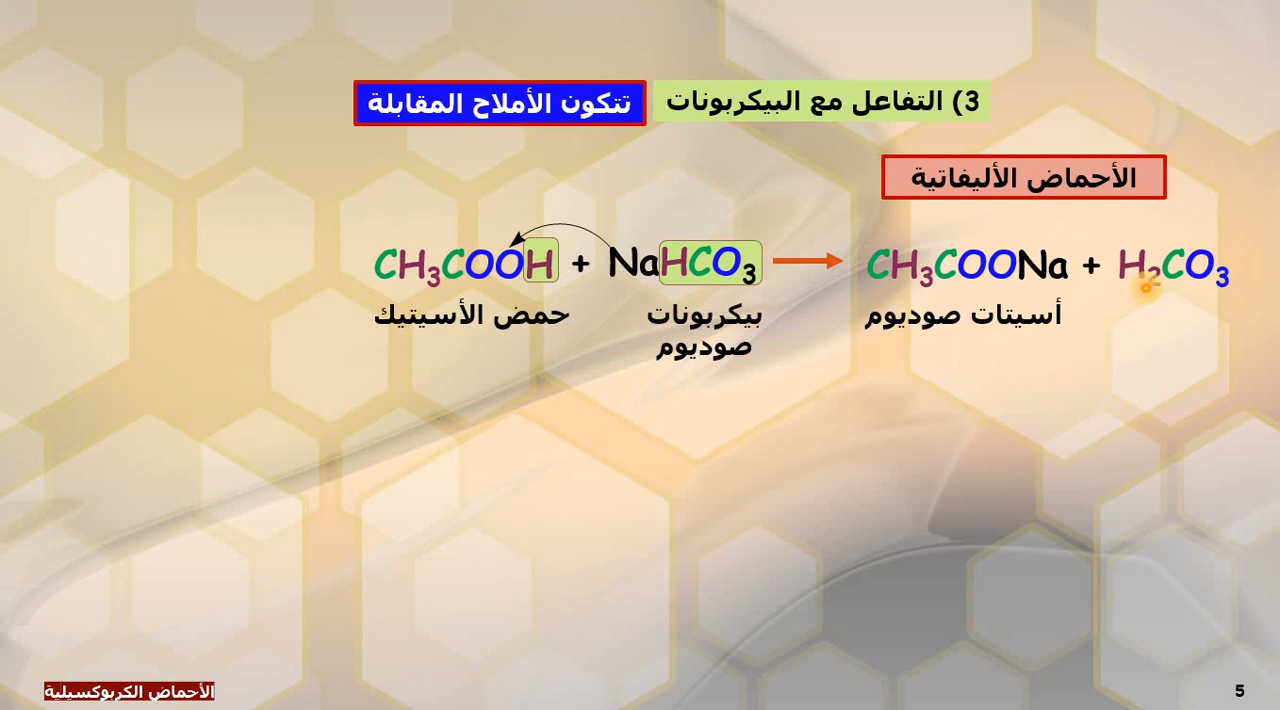 3) التفاعل مع البيكربونات تتكون الأملاح المقابلة
الأحماض الأليفاتية
CH₃COOH + NaHCO₃ → CH₃COONa + H₂CO₃
حمض الأسيتيك بيكربونات أسيتات صوديوم
صوديوم
الأحماض الكربوكسيلية 5